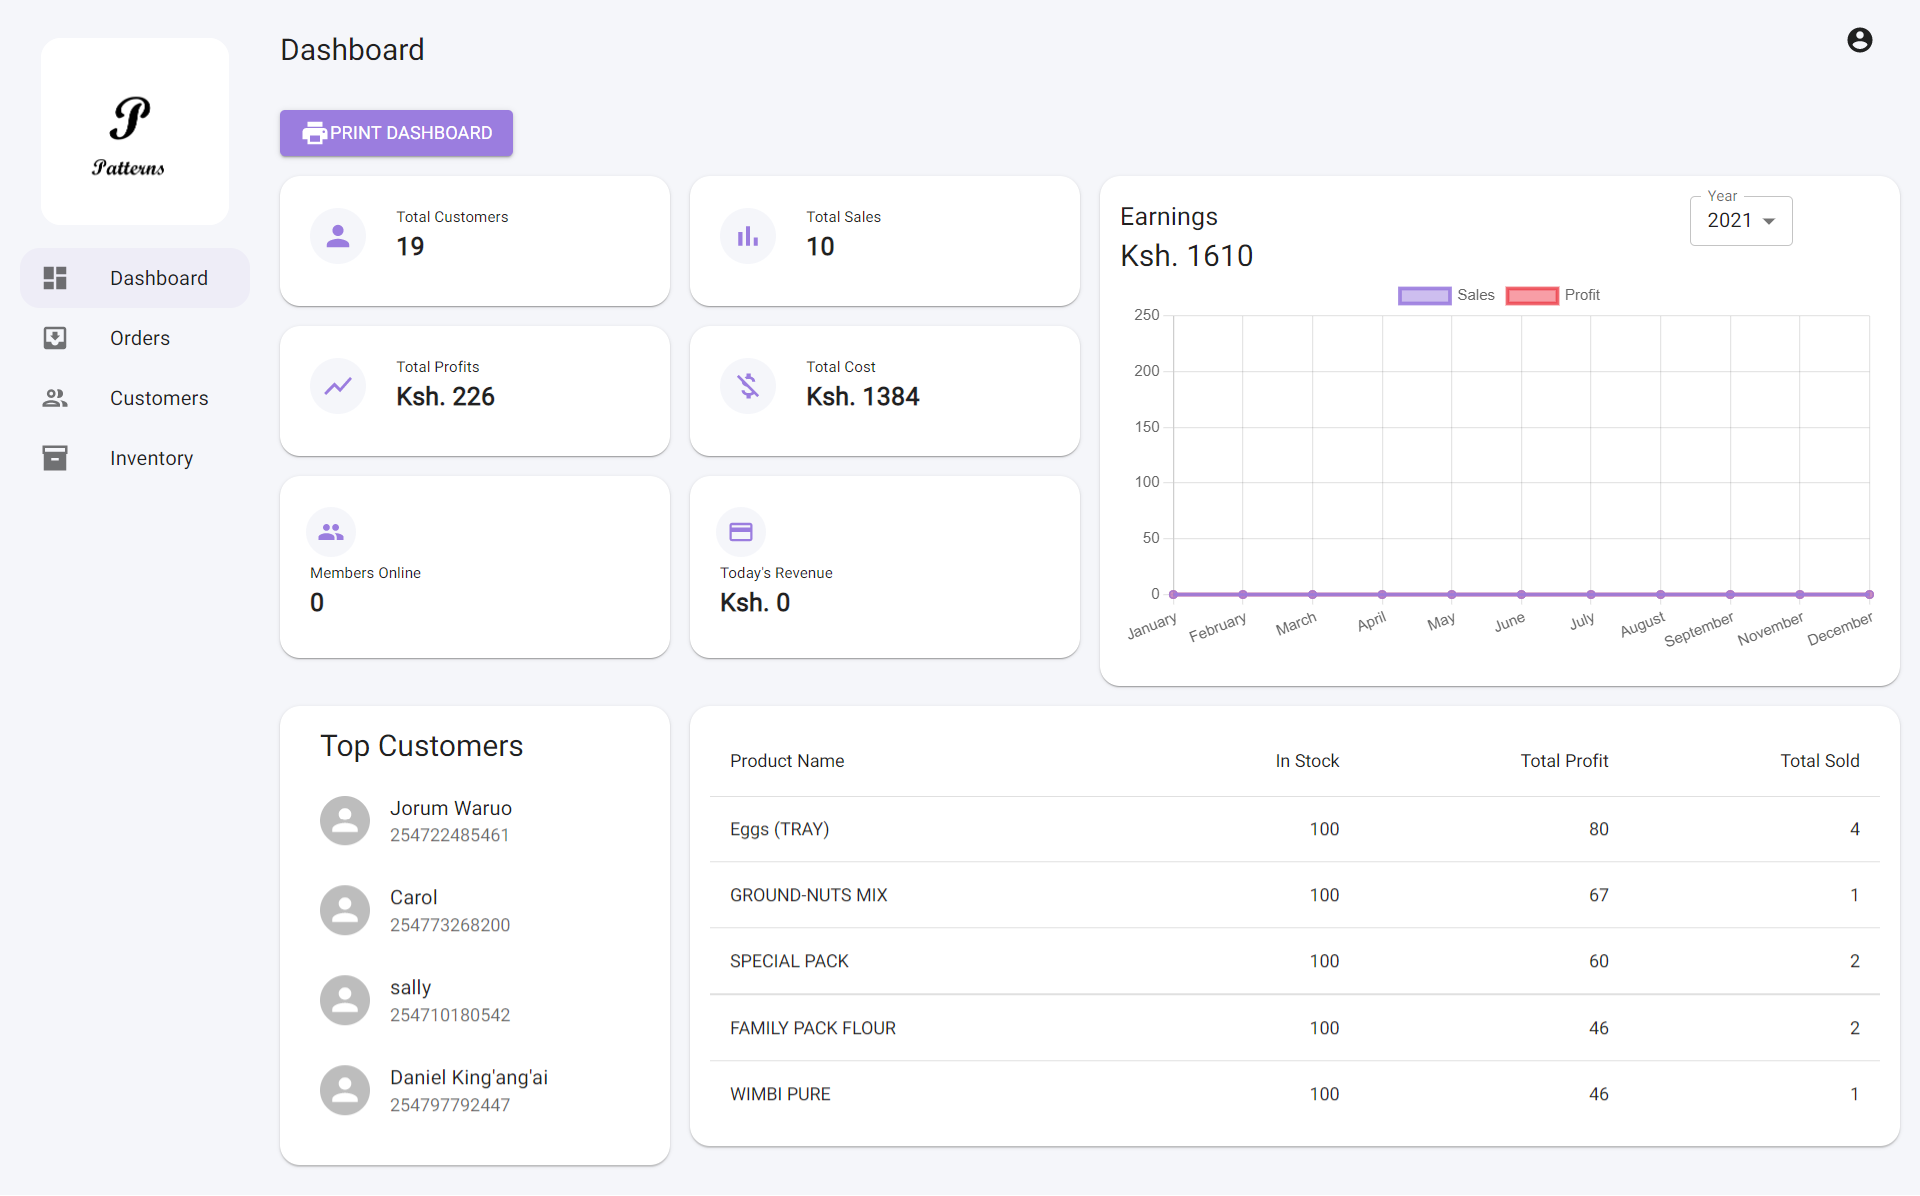 P
Patterns
Dashboard
Orders
Customers
Inventory
Dashboard
PRINT DASHBOARD
Total Customers
19
Total Sales
10
Total Profits
Ksh. 226
Total Cost
Ksh. 1384
Members Online
0
Today's Revenue
Ksh. 0
Earnings
Ksh. 1610
Year
2021
Sales Profit
250
200
150
100
50
0
January February March April May June July August September November December
Top Customers
Jorum Waruo
254722485461
Carol
254773268200
sally
254710180542
Daniel King'ang'ai
254797792447
Product Name In Stock Total Profit Total Sold
Eggs (TRAY) 100 80 4
GROUND-NUTS MIX 100 67 1
SPECIAL PACK 100 60 2
FAMILY PACK FLOUR 100 46 2
WIMBI PURE 100 46 1